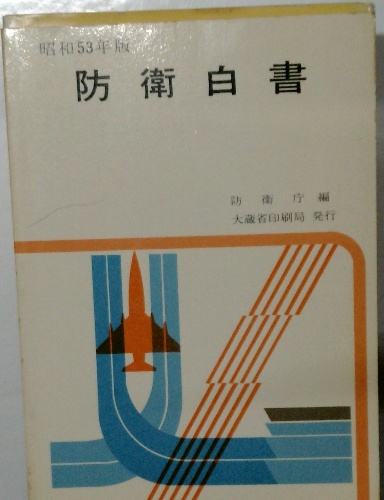 昭和53年版
防衛白書
防衛庁編
大蔵省印刷局 発行